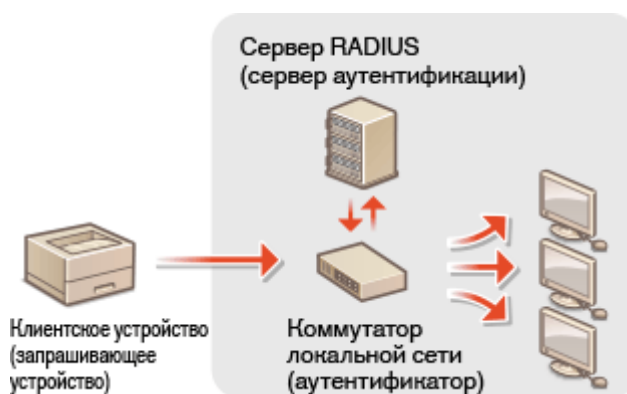 Сервер RADIUS
(сервер аутентификации)
Клиентское устройство
(запрашивающее
устройство)
Коммутатор
локальной сети
(аутентификатор)